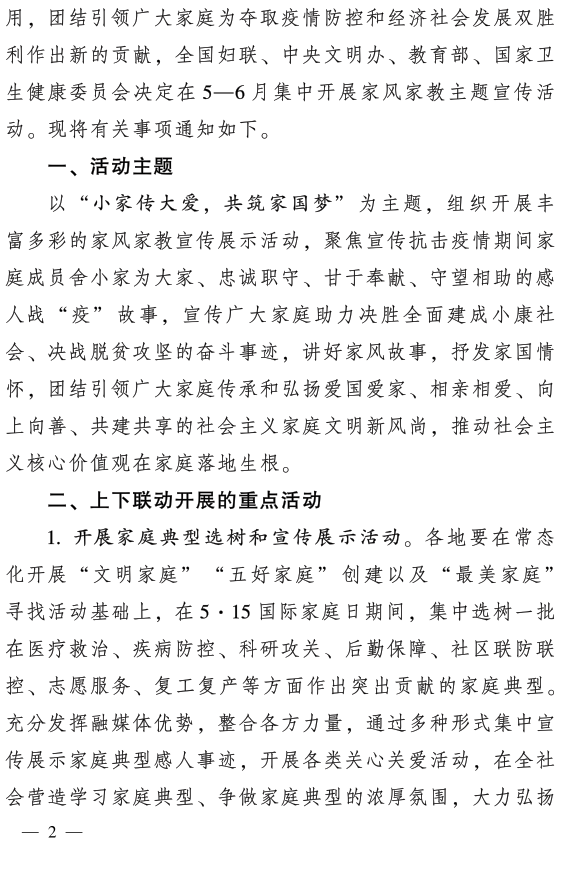 用，团结引领广大家庭为夺取疫情防控和经济社会发展双胜
利作出新的贡献，全国妇联、中央文明办、教育部、国家卫
生健康委员会决定在 5—6 月集中开展家风家教主题宣传活
动。现将有关事项通知如下。
一、活动主题
以“小家传大爱，共筑家国梦”为主题，组织开展丰
富多彩的家风家教宣传展示活动，聚焦宣传抗击疫情期间家
庭成员舍小家为大家、忠诚职守、甘于奉献、守望相助的感
人战“疫”故事，宣传广大家庭助力决胜全面建成小康社
会、决战脱贫攻坚的奋斗事迹，讲好家风故事，抒发家国情
怀，团结引领广大家庭传承和弘扬爱国爱家、相亲相爱、向
上向善、共建共享的社会主义家庭文明新风尚，推动社会主
义核心价值观在家庭落地生根。
二、上下联动开展的重点活动
1. 开展家庭典型选树和宣传展示活动。各地要在常态
化开展“文明家庭”“五好家庭”创建以及“最美家庭”
寻找活动基础上，在 5·15 国际家庭日期间，集中选树一批
在医疗救治、疾病防控、科研攻关、后勤保障、社区联防联
控、志愿服务、复工复产等方面作出突出贡献的家庭典型。
充分发挥融媒体优势，整合各方力量，通过多种形式集中宣
传展示家庭典型感人事迹，开展各类关心关爱活动，在全社
会营造学习家庭典型、争做家庭典型的浓厚氛围，大力弘扬
— 2 —